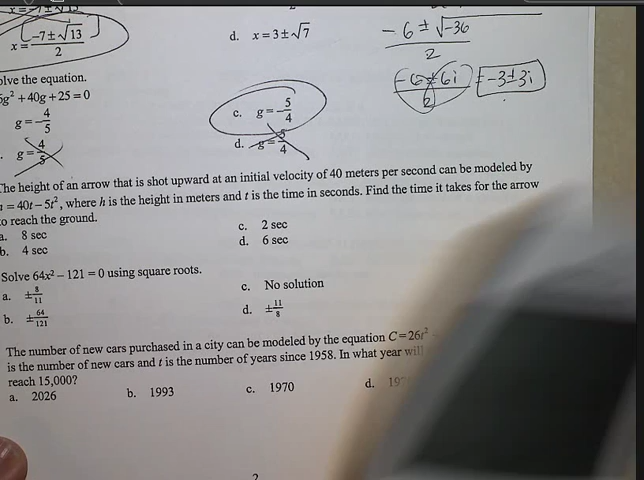 x = -7 ± √13
x = -7 ± √13 / 2
d. x = 3 ± √7
-6 ± √-36 / 2
-6 ± 6i / 2 = -3 ± 3i
olve the equation.
g² + 40g + 25 = 0
g = -4/5
c. g = -5/4
g = 4/5
d. g = 5/4
The height of an arrow that is shot upward at an initial velocity of 40 meters per second can be modeled by
= 40t – 5t², where h is the height in meters and t is the time in seconds. Find the time it takes for the arrow
to reach the ground.
a. 8 sec
c. 2 sec
b. 4 sec
d. 6 sec
Solve 64x² – 121 = 0 using square roots.
a. ±8/11
c. No solution
b. ±64/121
d. ±11/8
The number of new cars purchased in a city can be modeled by the equation C = 26t²
is the number of new cars and t is the number of years since 1958. In what year will
reach 15,000?
a. 2026
b. 1993
c. 1970
d.
2